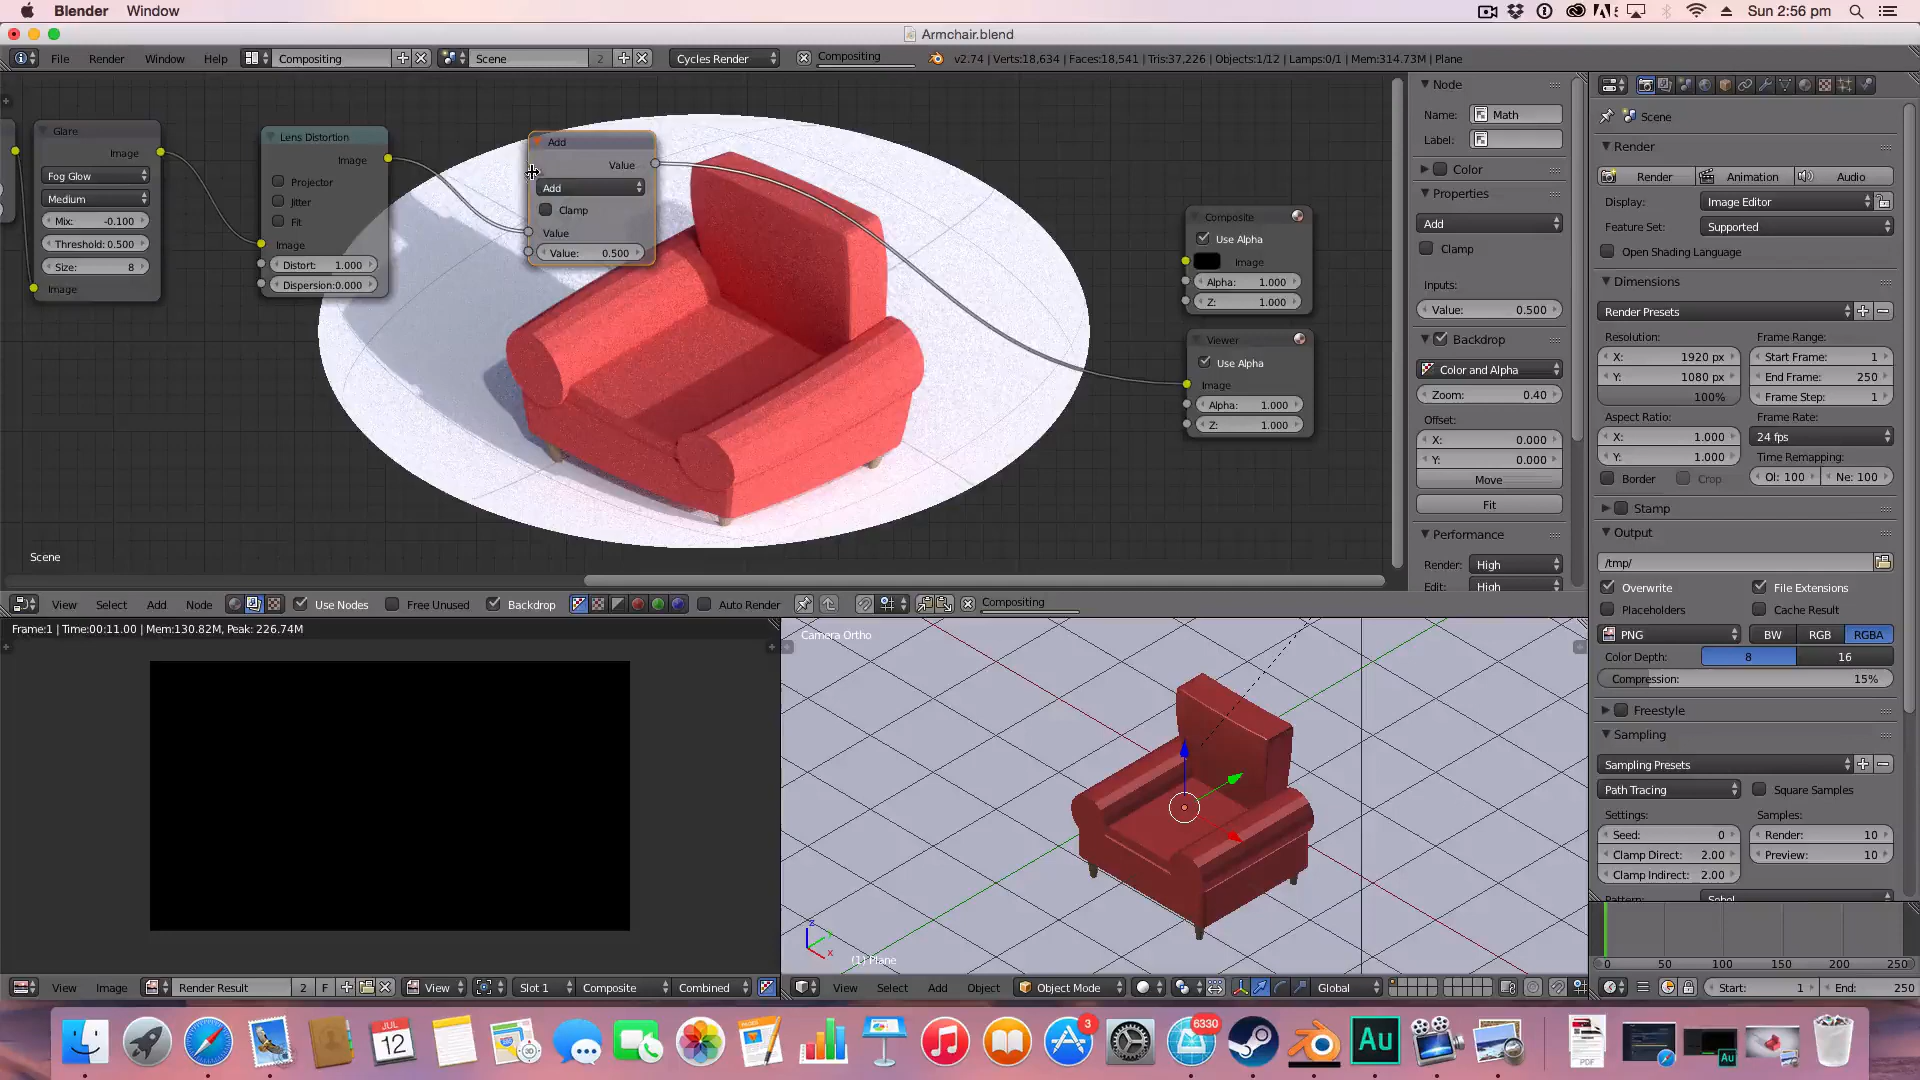 Blender Window Sun 2:56 pm
Armchair.blend
File Render Window Help Compositing Scene 2 Cycles Render Compositing v2.74 | Verts:18,634 | Faces:18,541 | Tris:37,226 | Objects:1/12 | Lamps:0/1 | Mem:314.73M | Plane
Glare
Image
Fog Glow
Medium
Mix: -0.100
Threshold: 0.500
Size: 8
Image
Lens Distortion
Image
Projector
Jitter
Fit
Image
Distort: 1.000
Dispersion:0.000
Add
Value
Add
Clamp
Value
Value: 0.500
Composite
Use Alpha
Image
Alpha: 1.000
Z: 1.000
Viewer
Use Alpha
Image
Alpha: 1.000
Z: 1.000
Scene
Node
Name: Math
Label:
Color
Properties
Add
Clamp
Inputs:
Value: 0.500
Backdrop
Color and Alpha
Zoom: 0.40
Offset:
X: 0.000
Y: 0.000
Move
Fit
Performance
Render: High
Edit: High
Scene
Render
Render Animation Audio
Display: Image Editor
Feature Set: Supported
Open Shading Language
Dimensions
Render Presets
Resolution: Frame Range:
X: 1920 px Start Frame: 1
Y: 1080 px End Frame: 250
100% Frame Step: 1
Aspect Ratio: Frame Rate:
X: 1.000 24 fps
Y: 1.000 Time Remapping:
Border Crop Ol: 100 Ne: 100
Stamp
Output
/tmp/
Overwrite File Extensions
Placeholders Cache Result
PNG BW RGB RGBA
Color Depth: 8 16
Compression: 15%
Freestyle
Sampling
Sampling Presets
Path Tracing Square Samples
Settings: Samples:
Seed: 0 Render: 10
Clamp Direct: 2.00 Preview: 10
Clamp Indirect: 2.00
Pattern: Sobol
View Select Add Node Use Nodes Free Unused Backdrop Auto Render Compositing
Frame:1 | Time:00:11.00 | Mem:130.82M, Peak: 226.74M
Camera Ortho
z
y
x
(1) Plane
0 50 100 150 200 250
View Image Render Result 2 F View Slot 1 Composite Combined
View Select Add Object Object Mode Global
Start: 1 End: 250
JUL
12
3
6330
Au
PDF
Au